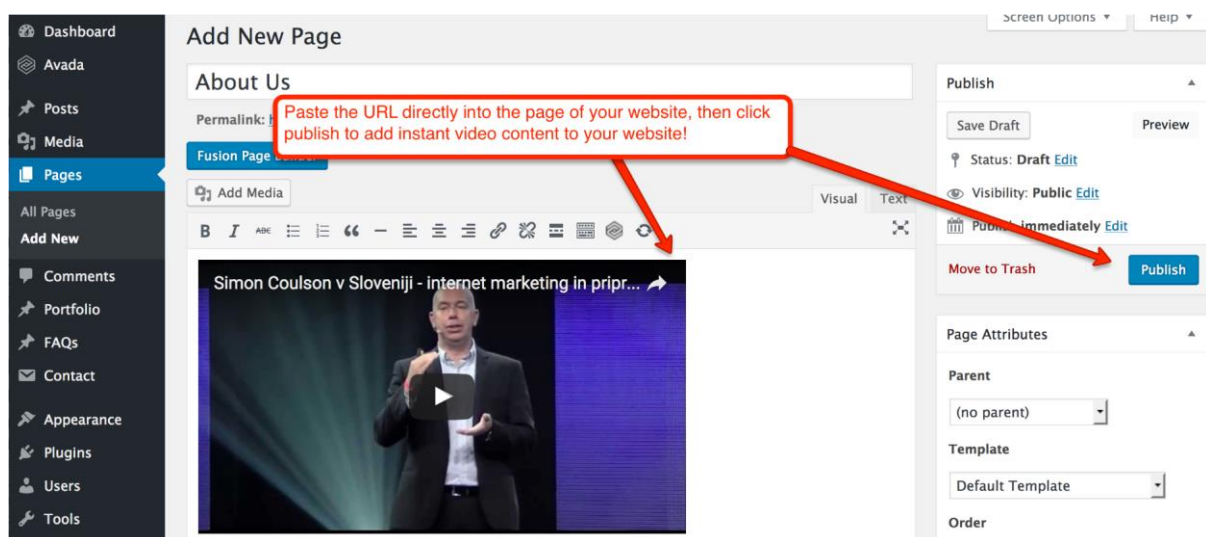 Dashboard
Avada
Posts
Media
Pages
All Pages
Add New
Comments
Portfolio
FAQs
Contact
Appearance
Plugins
Users
Tools
Screen Options
Help
Add New Page
About Us
Permalink:
Paste the URL directly into the page of your website, then click
publish to add instant video content to your website!
Fusion Page
Add Media
Visual Text
B I ABC
Simon Coulson v Sloveniji - internet marketing in pripr...
Publish
Save Draft Preview
Status: Draft Edit
Visibility: Public Edit
Publish immediately Edit
Move to Trash Publish
Page Attributes
Parent
(no parent)
Template
Default Template
Order